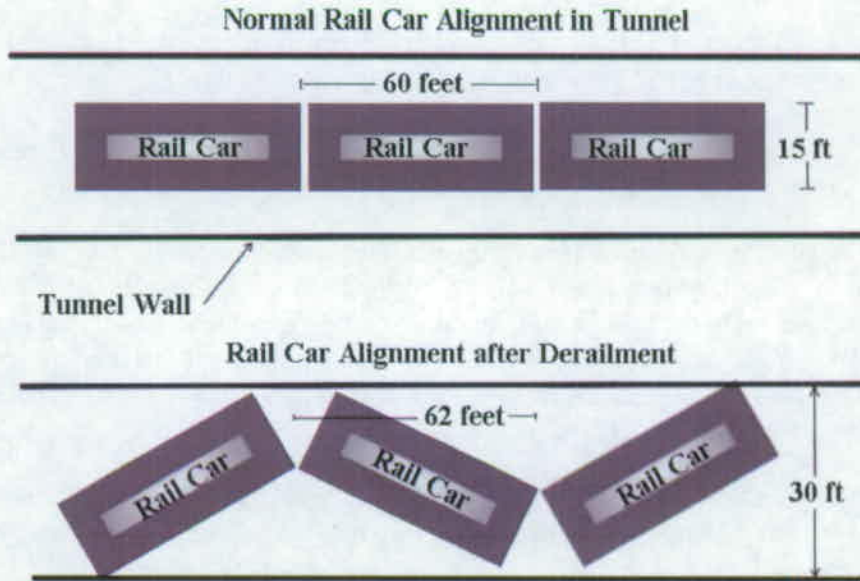 Normal Rail Car Alignment in Tunnel
60 feet
Rail Car
Rail Car
Rail Car
15 ft
Tunnel Wall
Rail Car Alignment after Derailment
62 feet
Rail Car
Rail Car
Rail Car
30 ft